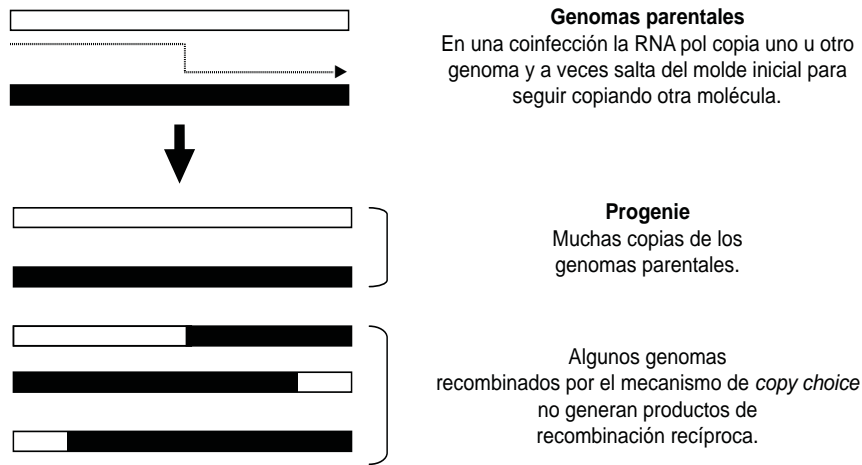 Genomas parentales
En una coinfección la RNA pol copia uno u otro
genoma y a veces salta del molde inicial para
seguir copiando otra molécula.
Progenie
Muchas copias de los
genomas parentales.
Algunos genomas
recombinados por el mecanismo de copy choice
no generan productos de
recombinación recíproca.